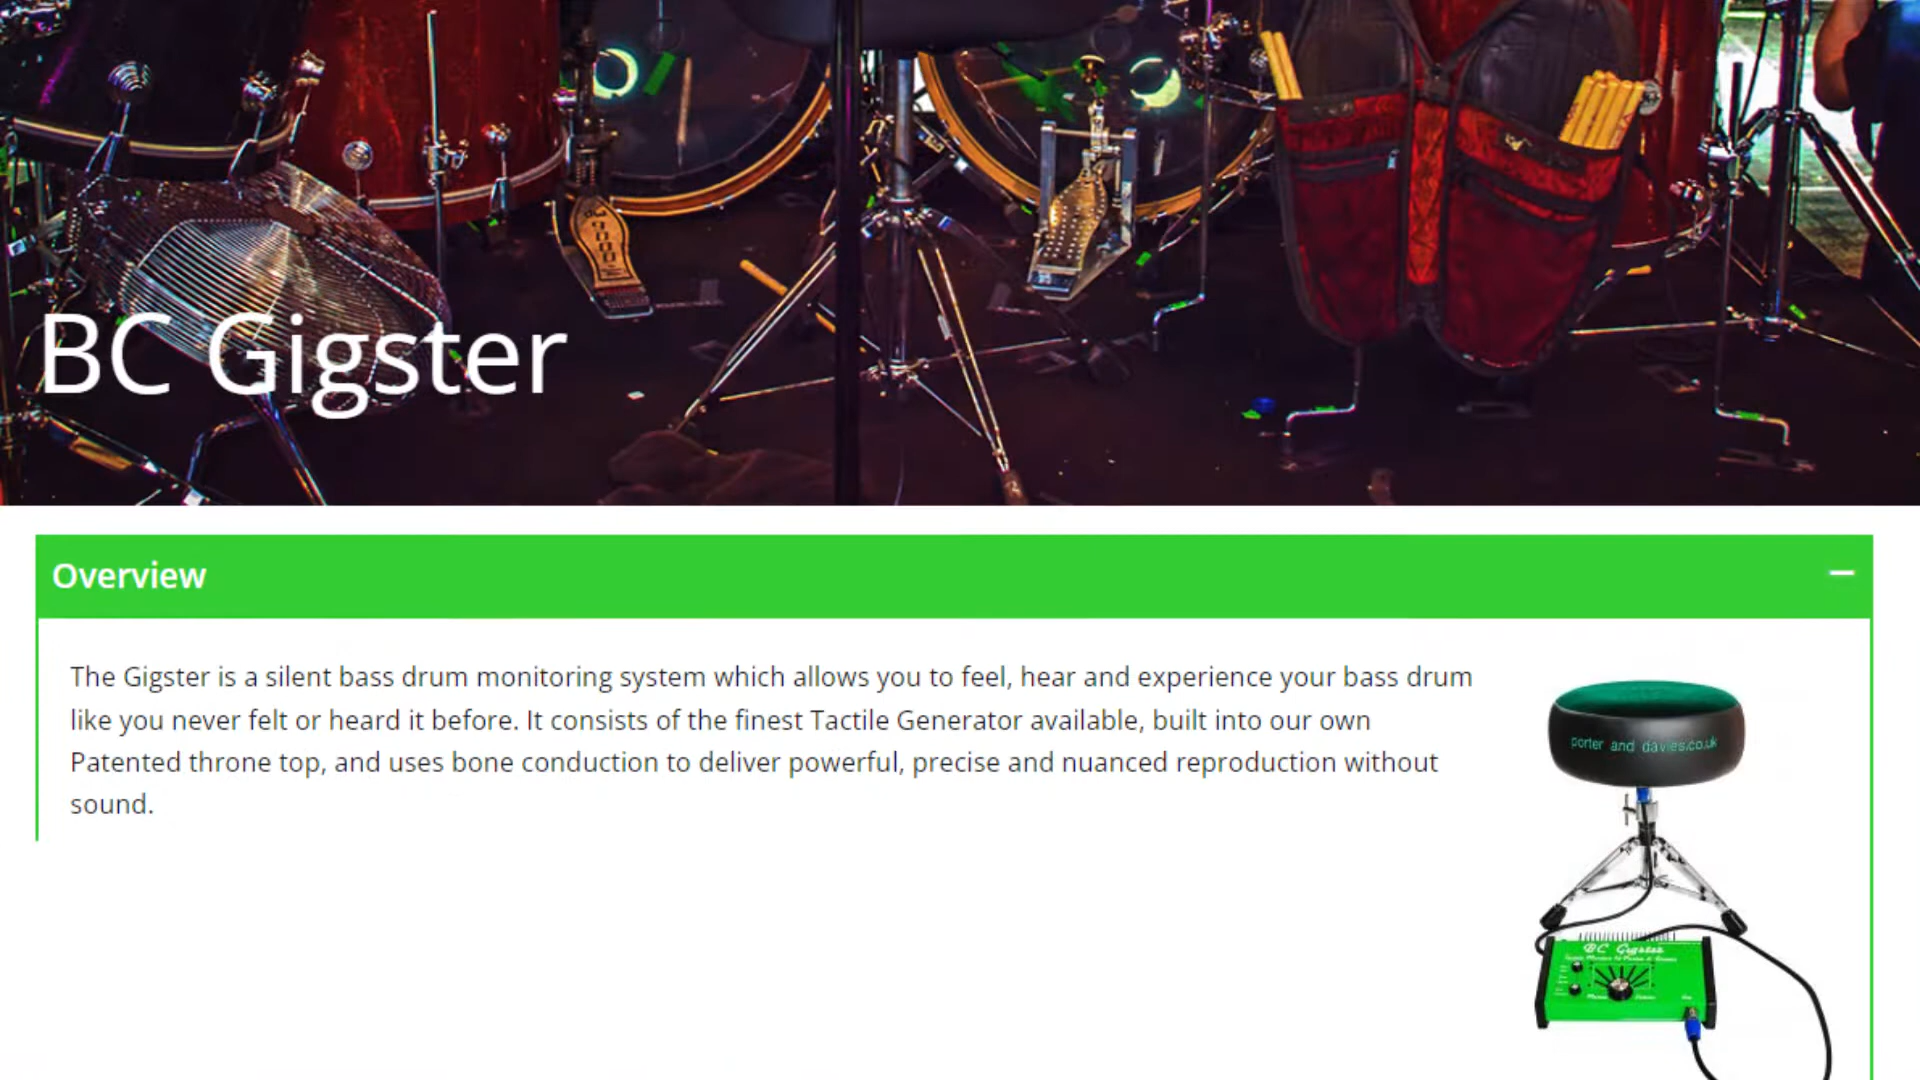 BC Gigster
Overview
The Gigster is a silent bass drum monitoring system which allows you to feel, hear and experience your bass drum
like you never felt or heard it before. It consists of the finest Tactile Generator available, built into our own
Patented throne top, and uses bone conduction to deliver powerful, precise and nuanced reproduction without
sound.
porter and davies.co.uk
BC Gigster